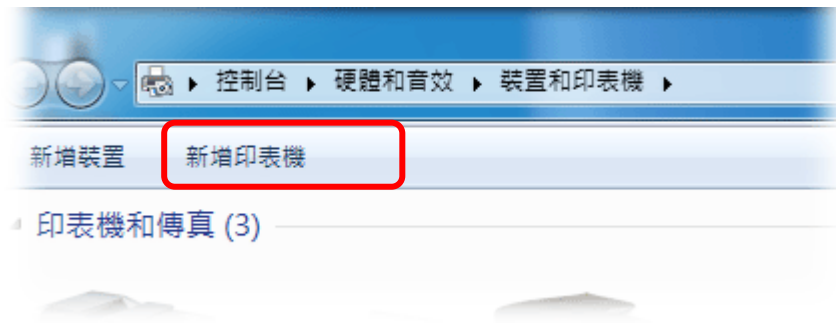 控制台 ▸ 硬體和音效 ▸ 裝置和印表機 ▸
新增裝置 新增印表機
印表機和傳真 (3)